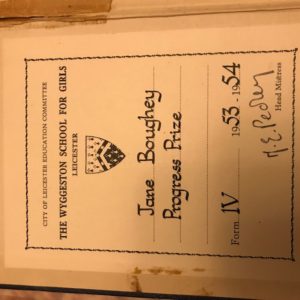 CITY OF LEICESTER EDUCATION COMMITTEE
THE WYGGESTON SCHOOL FOR GIRLS
LEICESTER
Jane Boughey
Progress Prize
Form IV 1953-1954
M. E. Pedley
Head Mistress